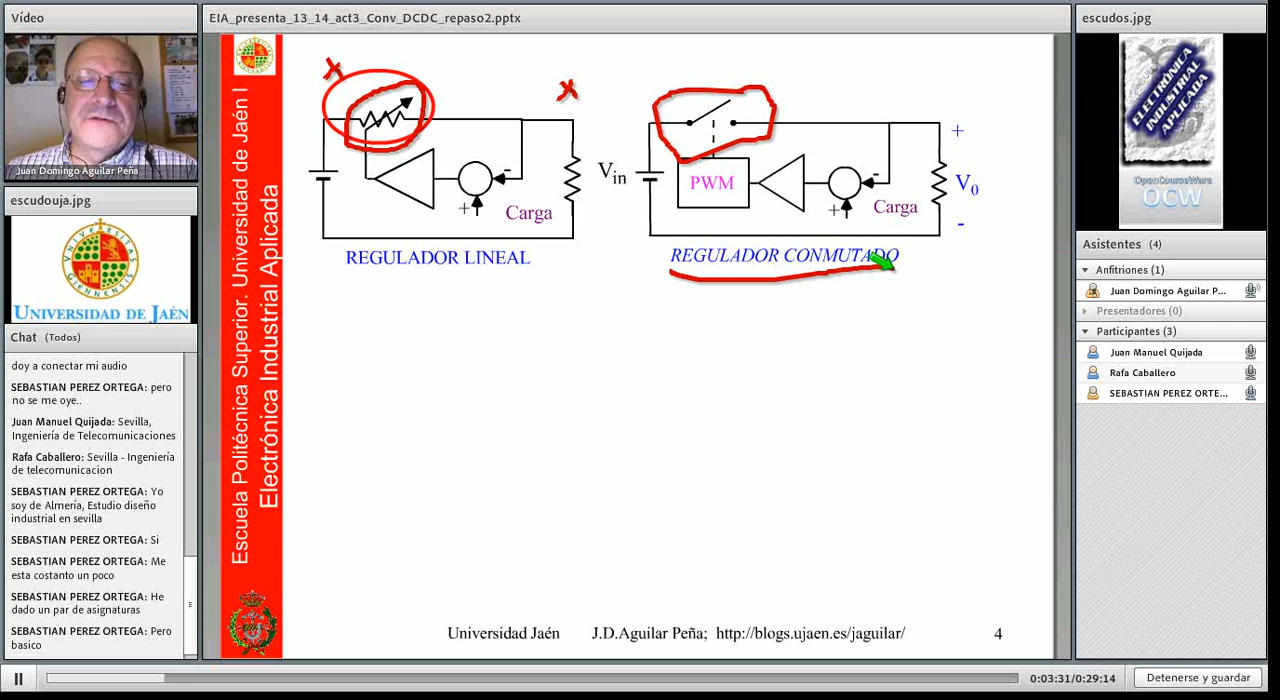 Vídeo
Juan Domingo Aguilar Peña
escudouja.jpg
UNIVERSITAS
GIENNENSIS
UNIVERSIDAD DE JAÉN
Chat (Todos)
doy a conectar mi audio
SEBASTIAN PEREZ ORTEGA: pero
no se me oye..
Juan Manuel Quijada: Sevilla,
Ingeniería de Telecomunicaciones
Rafa Caballero: Sevilla - Ingeniería
de telecomunicacion
SEBASTIAN PEREZ ORTEGA: Yo
soy de Almería, Estudio diseño
industrial en sevilla
SEBASTIAN PEREZ ORTEGA: Si
SEBASTIAN PEREZ ORTEGA: Me
esta costanto un poco
SEBASTIAN PEREZ ORTEGA: He
dado un par de asignaturas
SEBASTIAN PEREZ ORTEGA: Pero
basico
EIA_presenta_13_14_act3_Conv_DCDC_repaso2.pptx
Escuela Politécnica Superior. Universidad de Jaén I
Electrónica Industrial Aplicada
-
+
Carga
REGULADOR LINEAL
Vin
PWM
-
+
Carga
+
V0
-
REGULADOR CONMUTADO
Universidad Jaén J.D.Aguilar Peña; http://blogs.ujaen.es/jaguilar/ 4
escudos.jpg
ELECTRÓNICA
INDUSTRIAL
APLICADA
OpenCourseWare
OCW
Asistentes (4)
Anfitriones (1)
Juan Domingo Aguilar P...
Presentadores (0)
Participantes (3)
Juan Manuel Quijada
Rafa Caballero
SEBASTIAN PEREZ ORTE...
0:03:31/0:29:14
Detenerse y guardar